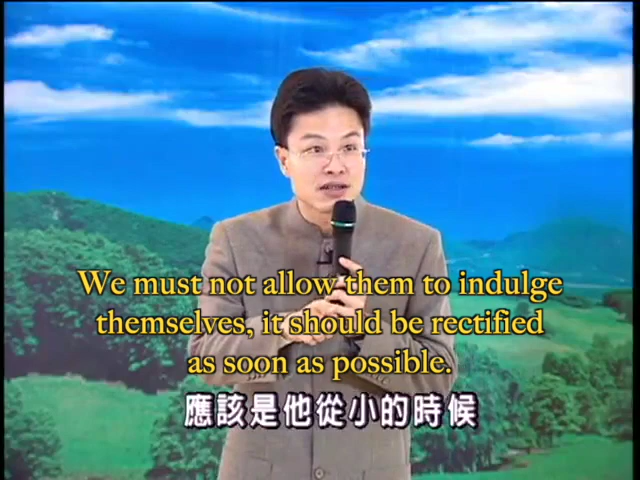 We must not allow them to indulge
themselves, it should be rectified
as soon as possible.
應該是他從小的時候